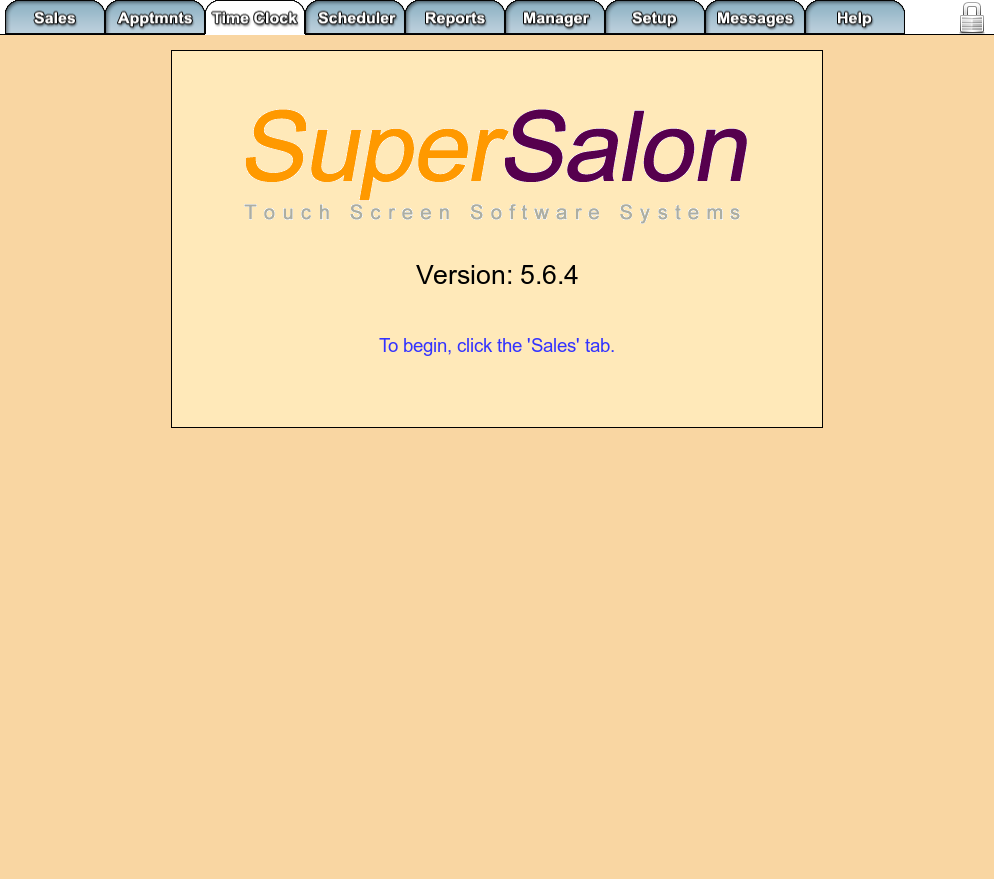 Sales Apptmnts Time Clock Scheduler Reports Manager Setup Messages Help
SuperSalon
Touch Screen Software Systems
Version: 5.6.4
To begin, click the 'Sales' tab.